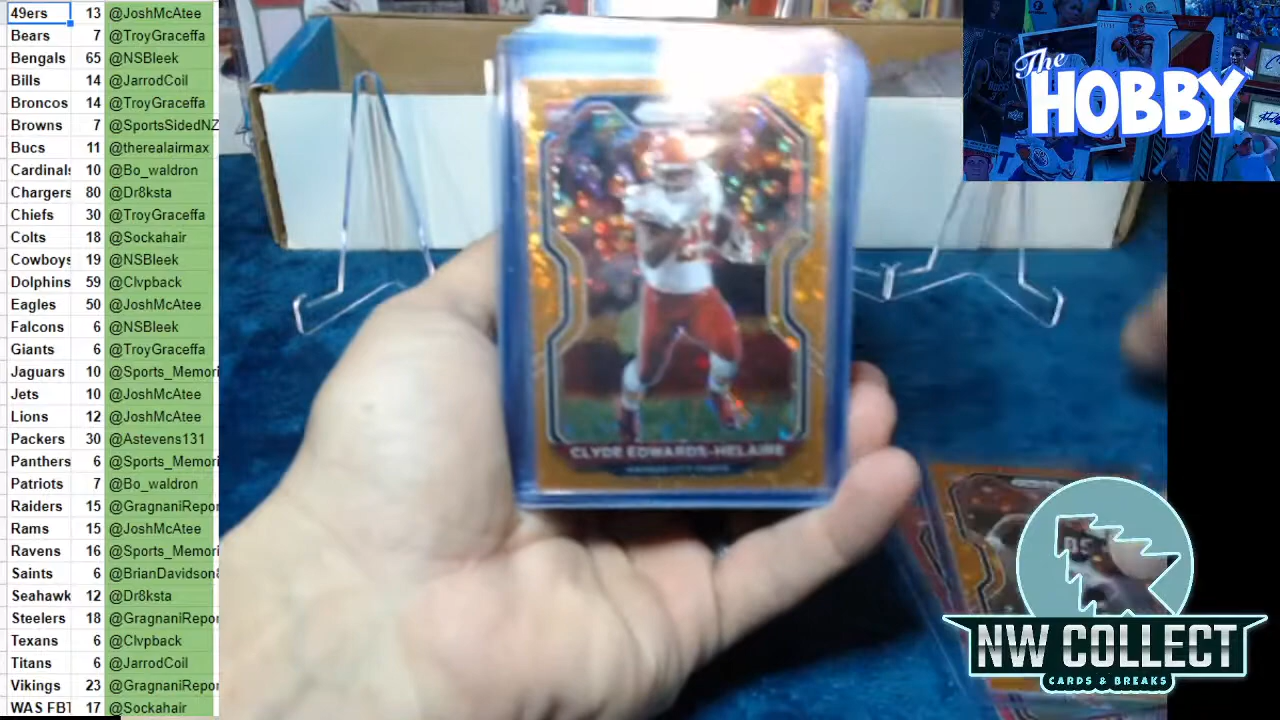 49ers 13 @JoshMcAtee
Bears 7 @TroyGraceffa
Bengals 65 @NSBleek
Bills 14 @JarrodCoil
Broncos 14 @TroyGraceffa
Browns 7 @SportsSidedNZ
Bucs 11 @therealairmax
Cardinals 10 @Bo_waldron
Chargers 80 @Dr8ksta
Chiefs 30 @TroyGraceffa
Colts 18 @Sockahair
Cowboys 19 @NSBleek
Dolphins 59 @Clvpback
Eagles 50 @JoshMcAtee
Falcons 6 @NSBleek
Giants 6 @TroyGraceffa
Jaguars 10 @Sports_Memori
Jets 10 @JoshMcAtee
Lions 12 @JoshMcAtee
Packers 30 @Astevens131
Panthers 6 @Sports_Memori
Patriots 7 @Bo_waldron
Raiders 15 @GragnaniRepor
Rams 15 @JoshMcAtee
Ravens 16 @Sports_Memori
Saints 6 @BrianDavidson8
Seahawk 12 @Dr8ksta
Steelers 18 @GragnaniRepor
Texans 6 @Clvpback
Titans 6 @JarrodCoil
Vikings 23 @GragnaniRepor
WAS FBT 17 @Sockahair
The
HOBBY
CLYDE EDWARDS-HELAIRE
NW COLLECT
CARDS & BREAKS